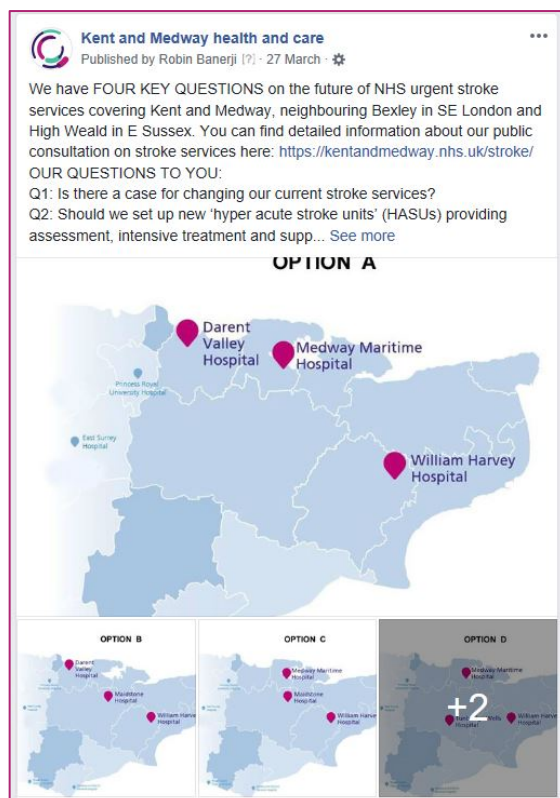 Kent and Medway health and care
Published by Robin Banerji [?] · 27 March ·
We have FOUR KEY QUESTIONS on the future of NHS urgent stroke
services covering Kent and Medway, neighbouring Bexley in SE London and
High Weald in E Sussex. You can find detailed information about our public
consultation on stroke services here: https://kentandmedway.nhs.uk/stroke/
OUR QUESTIONS TO YOU:
Q1: Is there a case for changing our current stroke services?
Q2: Should we set up new ‘hyper acute stroke units’ (HASUs) providing
assessment, intensive treatment and supp... See more
OPTION A
Darent
Valley
Hospital
Medway Maritime
Hospital
Princess Royal
University Hospital
East Surrey
Hospital
William Harvey
Hospital
OPTION B
Darent
Valley
Hospital
Maidstone
Hospital
William Harvey
Hospital
OPTION C
Medway Maritime
Hospital
Maidstone
Hospital
William Harvey
Hospital
OPTION D
Medway Maritime
Hospital
+2
William Harvey
Hospital